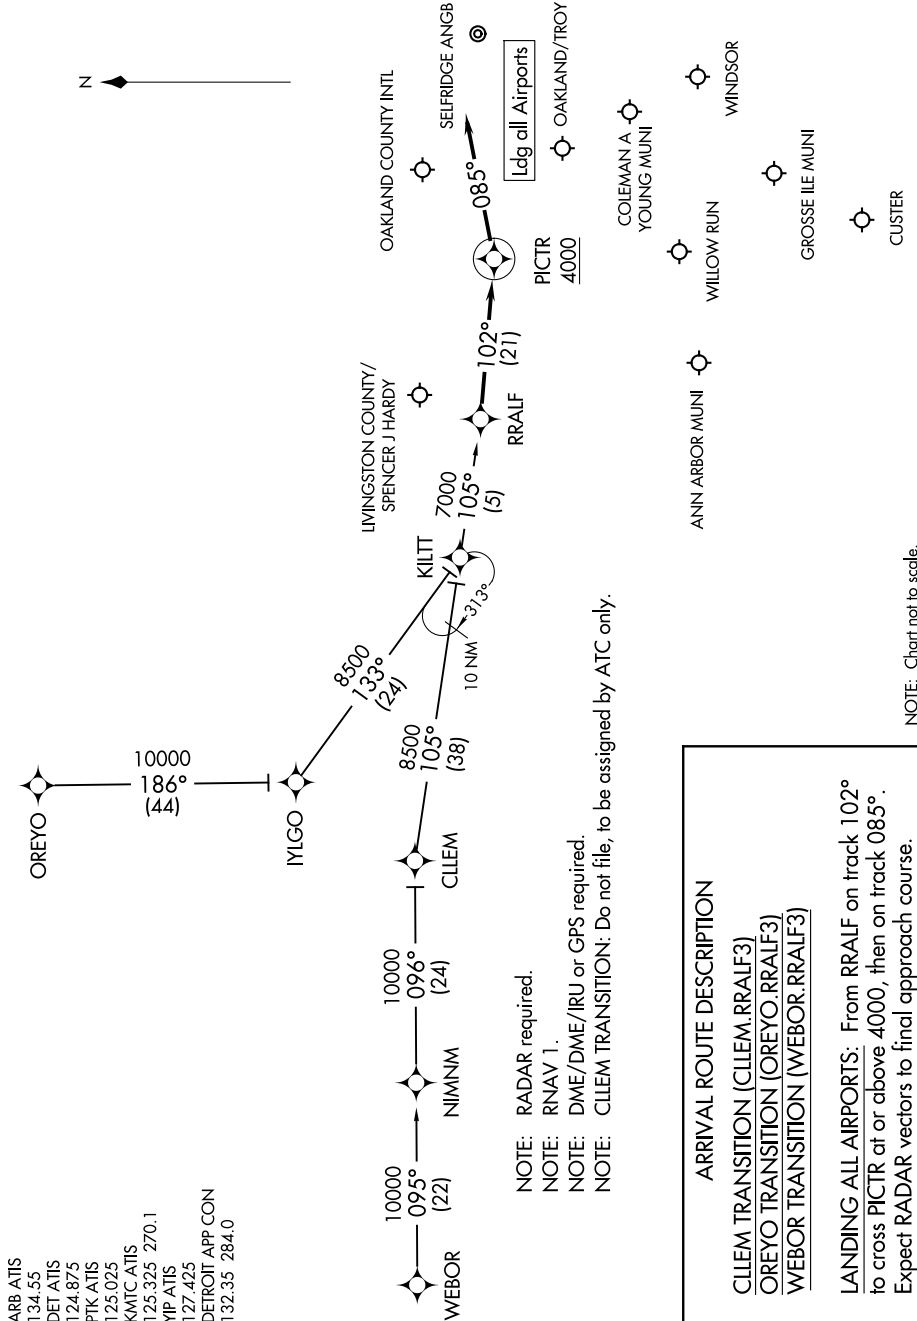 ARB ATIS
134.55
DET ATIS
124.875
PTK ATIS
125.025
KMTC ATIS
125.325 270.1
YIP ATIS
127.425
DETROIT APP CON
132.35 284.0
N
OREYO
10000
186°
(44)
IYLGO
8500
133°
(24)
WEBOR
10000
095°
(22)
NIMNM
10000
096°
(24)
CLLEM
8500
105°
(38)
10 NM
313°
KILTT
7000
105°
(5)
RRALF
102°
(21)
PICTR
4000
085°
Ldg all Airports
LIVINGSTON COUNTY/
SPENCER J HARDY
OAKLAND COUNTY INTL
SELFRIDGE ANGB
OAKLAND/TROY
COLEMAN A
YOUNG MUNI
WINDSOR
WILLOW RUN
ANN ARBOR MUNI
GROSSE ILE MUNI
CUSTER
NOTE: RADAR required.
NOTE: RNAV 1.
NOTE: DME/DME/IRU or GPS required.
NOTE: CLLEM TRANSITION: Do not file, to be assigned by ATC only.
NOTE: Chart not to scale.
ARRIVAL ROUTE DESCRIPTION
CLLEM TRANSITION (CLLEM.RRALF3)
OREYO TRANSITION (OREYO.RRALF3)
WEBOR TRANSITION (WEBOR.RRALF3)
LANDING ALL AIRPORTS: From RRALF on track 102°
to cross PICTR at or above 4000, then on track 085°.
Expect RADAR vectors to final approach course.